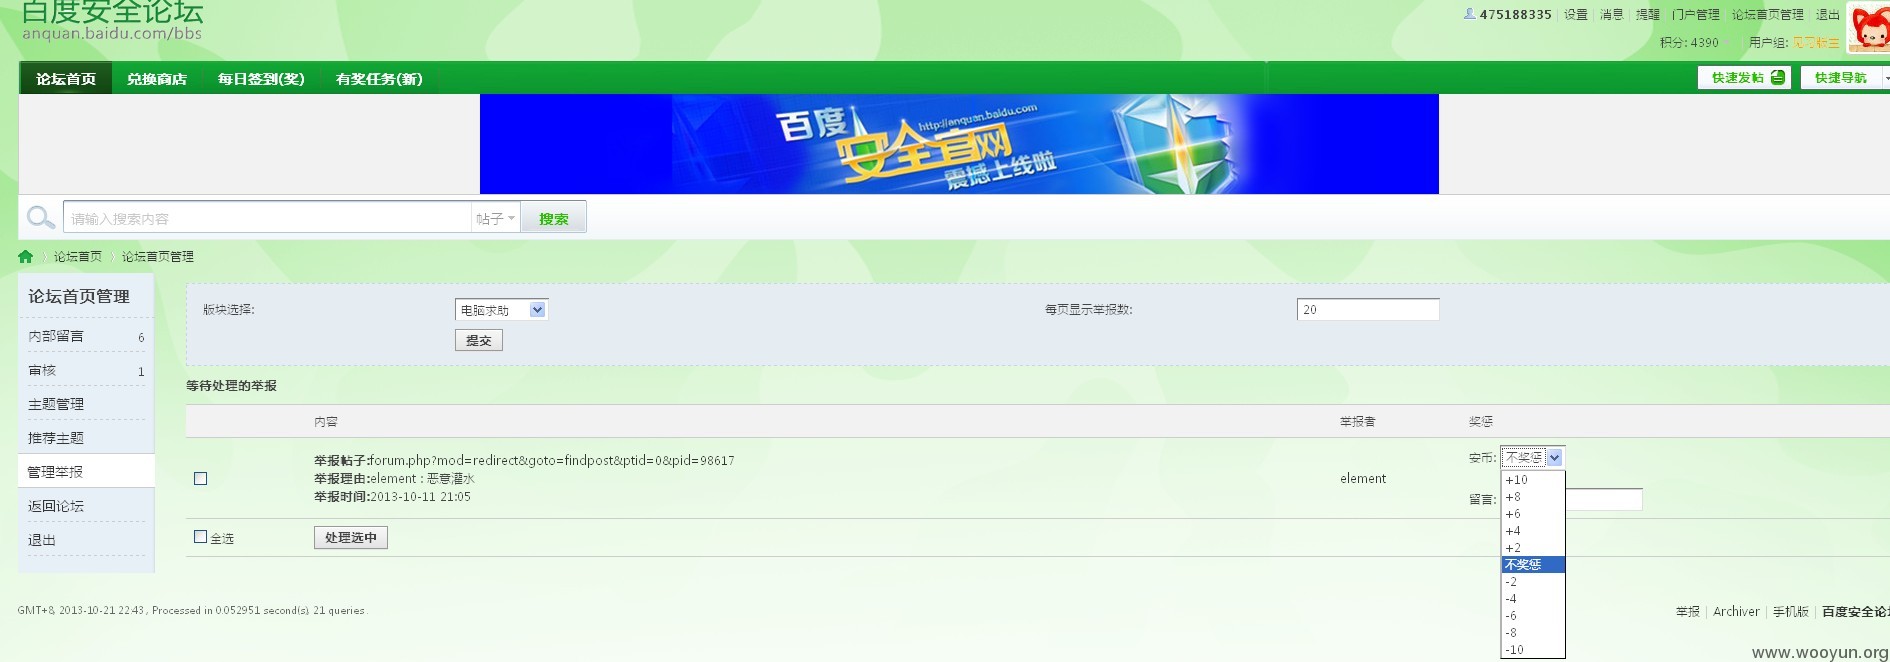 百度安全论坛
anquan.baidu.com/bbs
475188335 设置 消息 提醒 门户管理 论坛首页管理 退出
积分: 4390 用户组: 见习版主
论坛首页 兑换商店 每日签到(奖) 有奖任务(新) 快速发帖 快捷导航
http://anquan.baidu.com
百度
安全官网
震撼上线啦
请输入搜索内容 帖子 搜索
论坛首页 论坛首页管理
论坛首页管理
内部留言 6
审核 1
主题管理
推荐主题
管理举报
返回论坛
退出
版块选择: 电脑求助 每页显示举报数: 20
提交
等待处理的举报
内容 举报者 奖惩
举报帖子:forum.php?mod=redirect&goto=findpost&ptid=0&pid=98617
举报理由:element : 恶意灌水
举报时间:2013-10-11 21:05
element
安币: 不奖惩
留言:
+10
+8
+6
+4
+2
不奖惩
-2
-4
-6
-8
-10
全选 处理选中
GMT+8, 2013-10-21 22:43, Processed in 0.052951 second(s), 21 queries.
举报 | Archiver | 手机版 | 百度安全论坛
www.wooyun.org